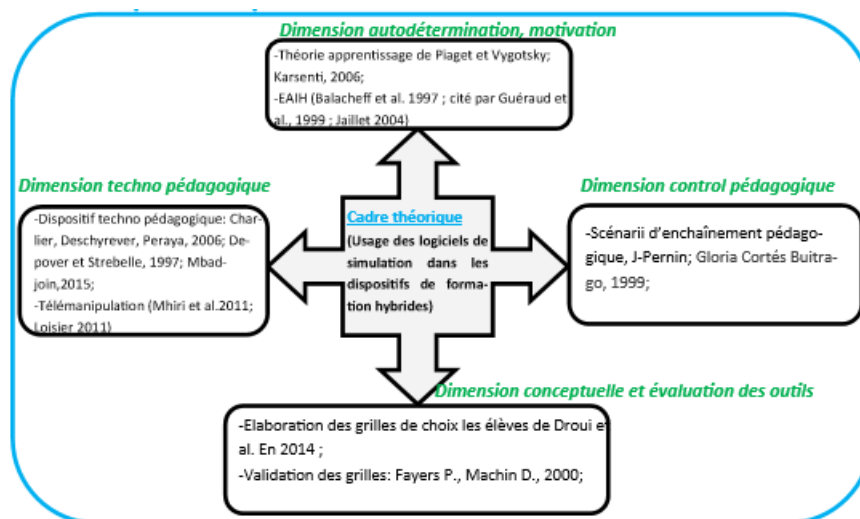 Dimension autodétermination, motivation
-Théorie apprentissage de Piaget et Vygotsky;
Karsenti, 2006;
-EAIH (Balacheff et al. 1997 ; cité par Guéraud et
al., 1999 ; Jaillet 2004)
Dimension techno pédagogique
-Dispositif techno pédagogique: Char-
lier, Deschyrever, Peraya, 2006; De-
pover et Strebelle, 1997; Mbad-
join,2015;
-Télémanipulation (Mhiri et al.2011;
Loisier 2011)
Cadre théorique
(Usage des logiciels de
simulation dans les
dispositifs de forma-
tion hybrides)
Dimension control pédagogique
-Scénarii d'enchaînement pédago-
gique, J-Pernin; Gloria Cortés Buitra-
go, 1999;
Dimension conceptuelle et évaluation des outils
-Elaboration des grilles de choix les élèves de Droui et
al. En 2014 ;
-Validation des grilles: Fayers P., Machin D., 2000;